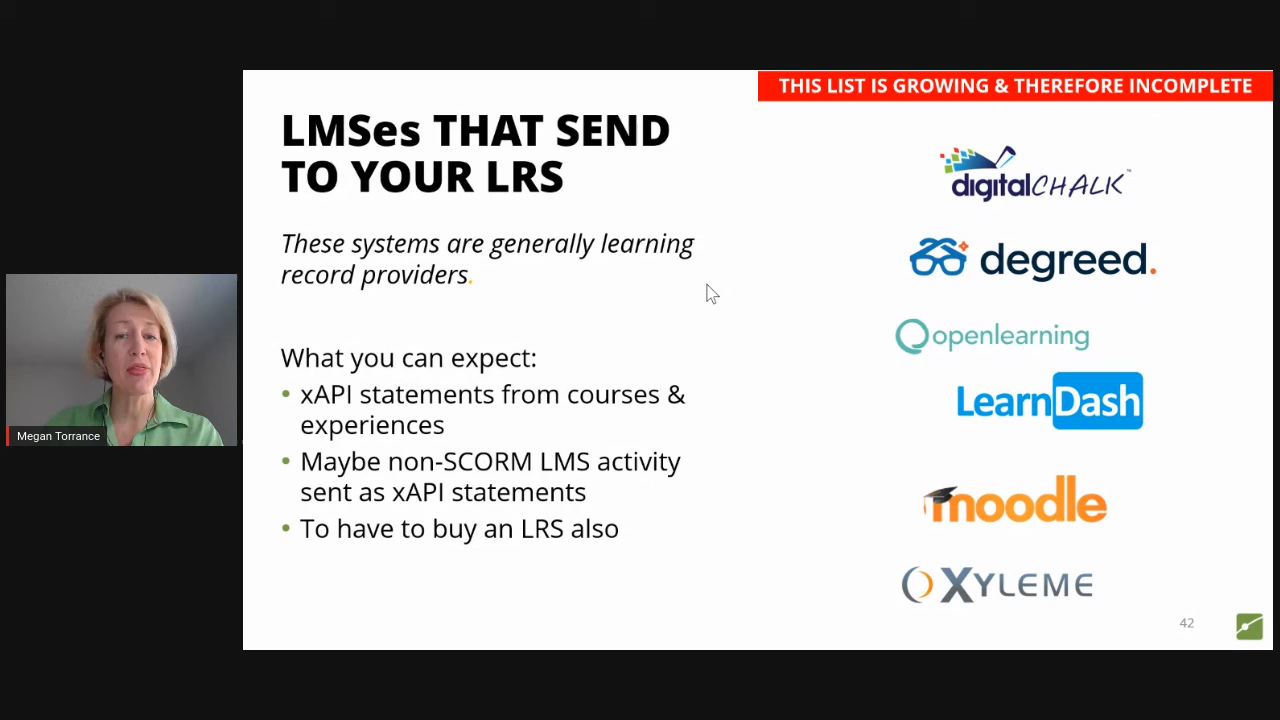 THIS LIST IS GROWING & THEREFORE INCOMPLETE
LMSes THAT SEND
TO YOUR LRS
These systems are generally learning
record providers.
What you can expect:
• xAPI statements from courses &
experiences
• Maybe non-SCORM LMS activity
sent as xAPI statements
• To have to buy an LRS also
digitalCHALK™
degreed.
openlearning
LearnDash
moodle
XYLEME
42
Megan Torrance